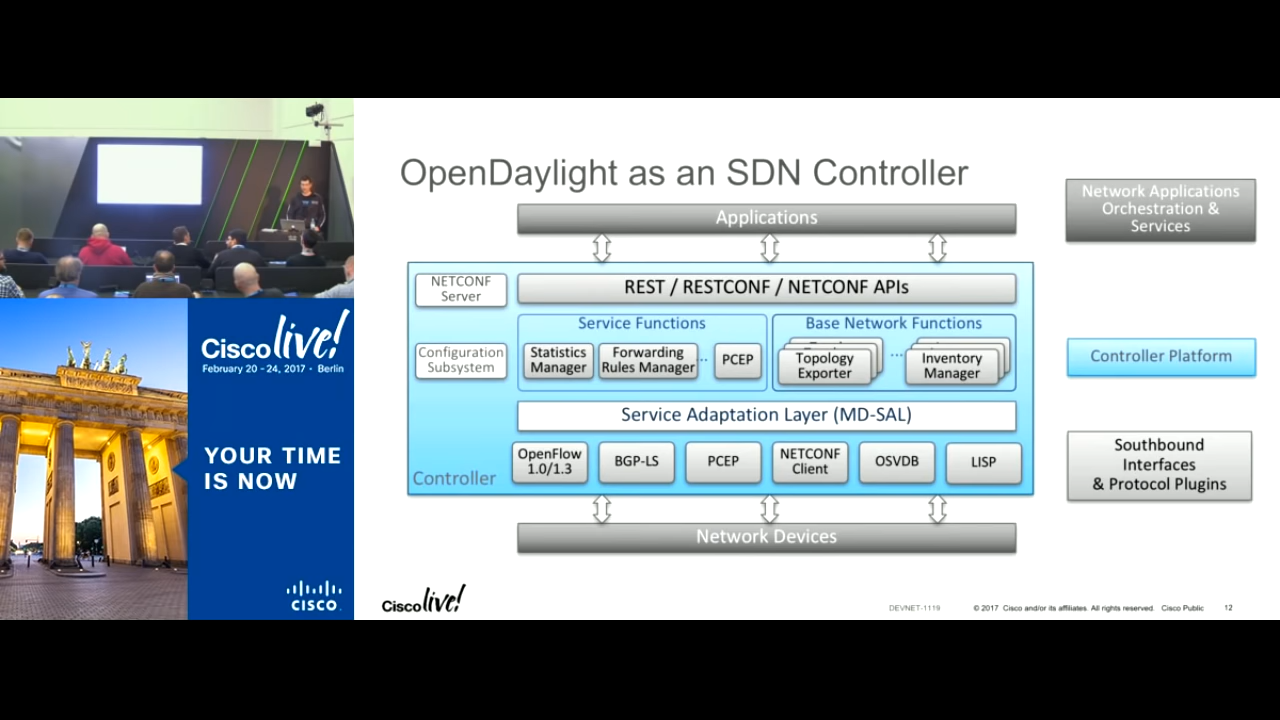 OpenDaylight as an SDN Controller
Applications
Network Applications
Orchestration &
Services
NETCONF
Server
REST / RESTCONF / NETCONF APIs
Service Functions
Base Network Functions
Configuration
Subsystem
Statistics
Manager
Forwarding
Rules Manager
...
PCEP
Topology
Exporter
...
Inventory
Manager
Controller Platform
Service Adaptation Layer (MD-SAL)
OpenFlow
1.0/1.3
BGP-LS
PCEP
NETCONF
Client
OSVDB
LISP
Controller
Southbound
Interfaces
& Protocol Plugins
Network Devices
Cisco live!
February 20 - 24, 2017 • Berlin
YOUR TIME
IS NOW
CISCO
Cisco live!
DEVNET-1119
© 2017 Cisco and/or its affiliates. All rights reserved. Cisco Public
12